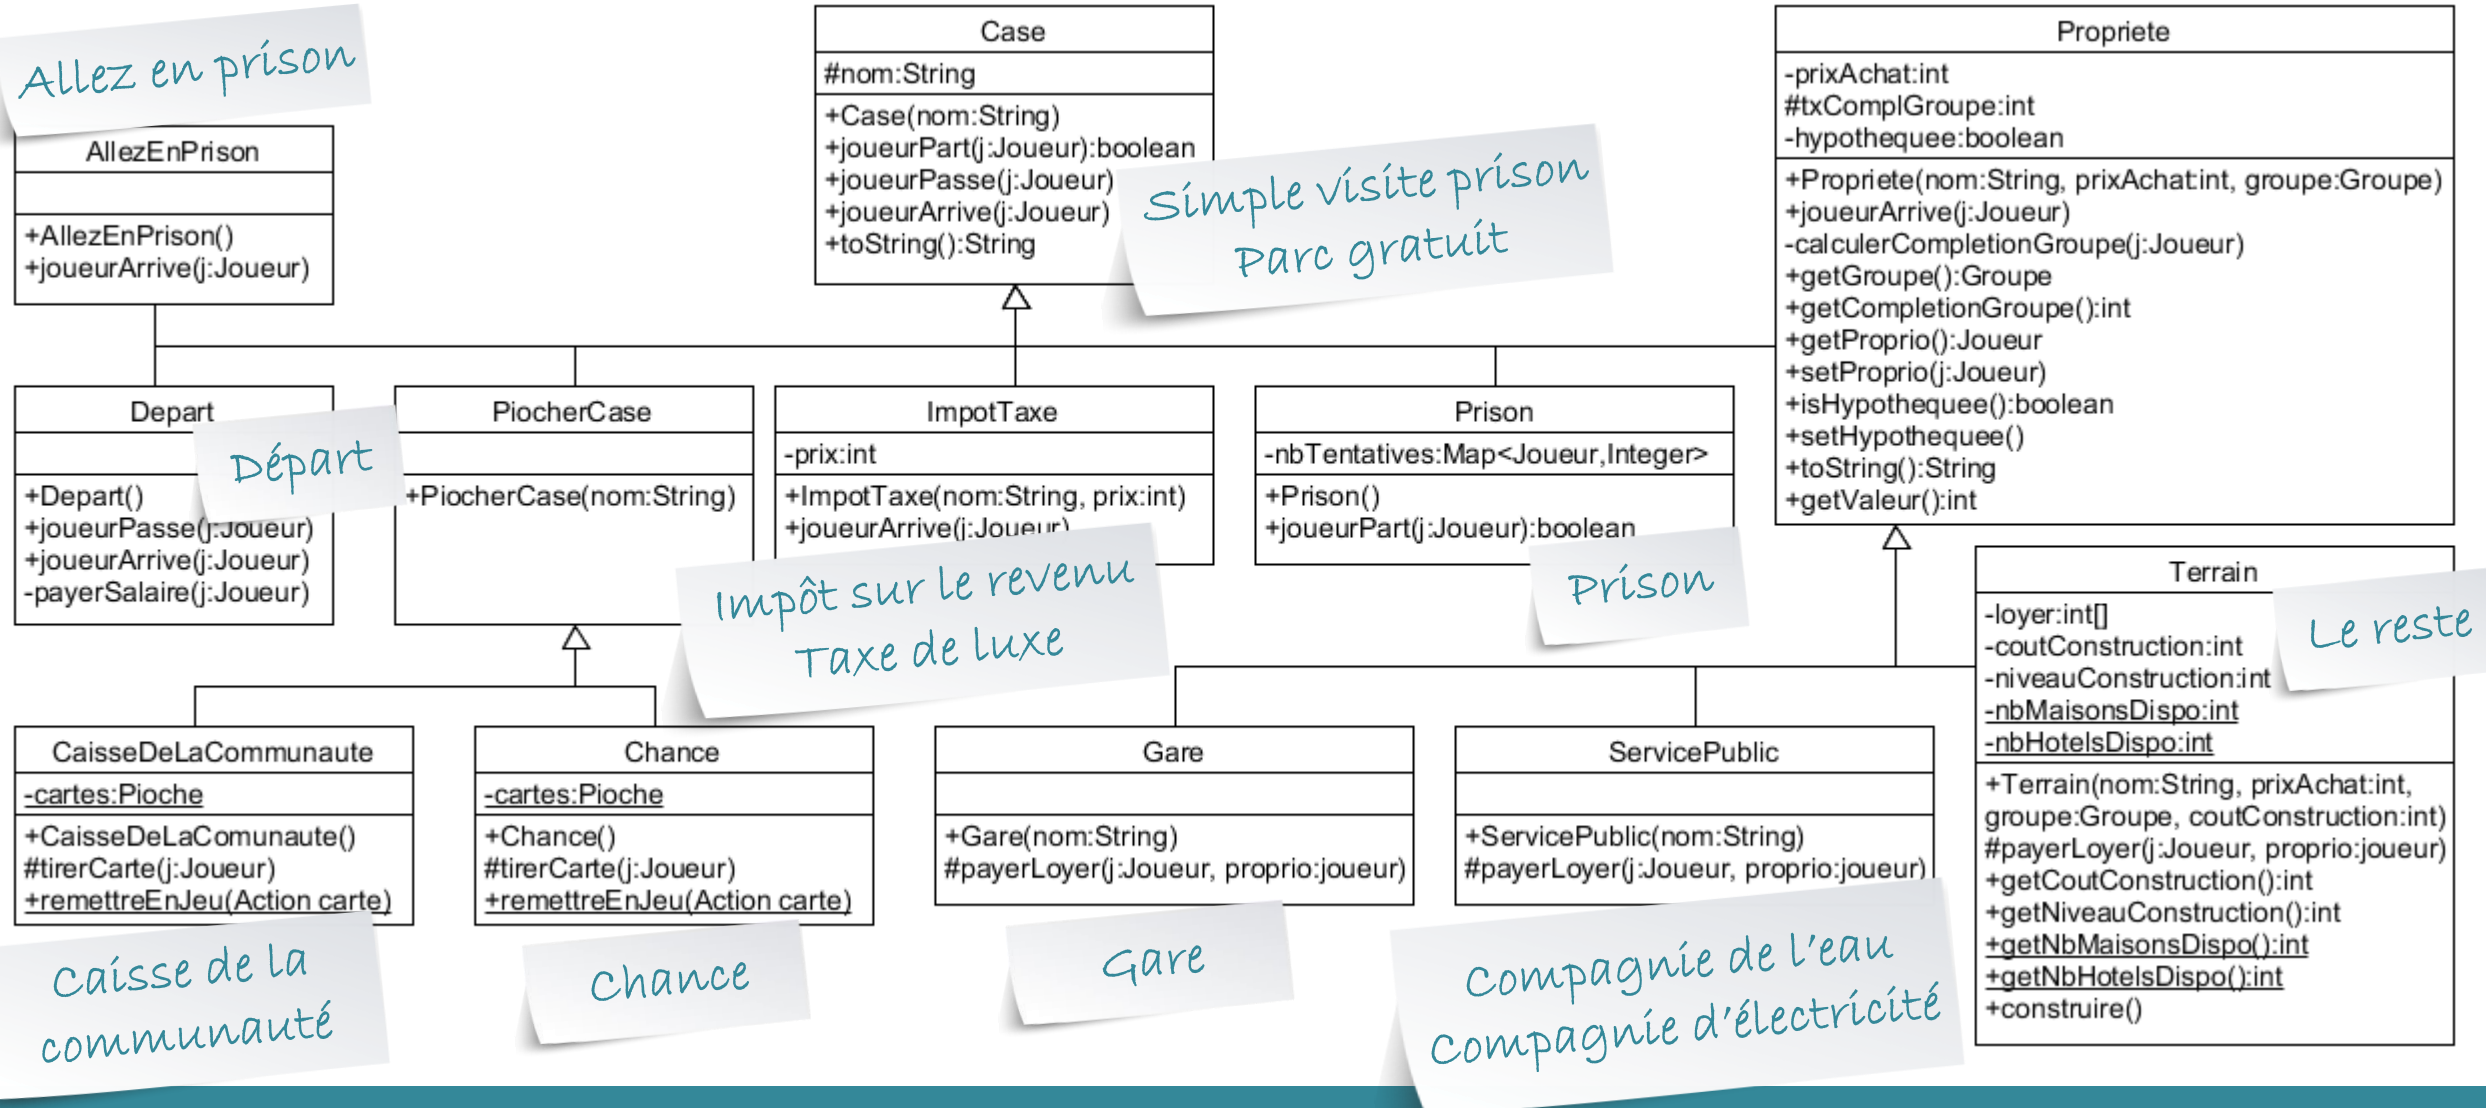 Allez en prison
AllezEnPrison
+AllezEnPrison()
+joueurArrive(j:Joueur)
Case
#nom:String
+Case(nom:String)
+joueurPart(j:Joueur):boolean
+joueurPasse(j:Joueur)
+joueurArrive(j:Joueur)
+toString():String
Simple visite prison
Parc gratuit
Propriete
-prixAchat:int
#txComplGroupe:int
-hypothequee:boolean
+Propriete(nom:String, prixAchat:int, groupe:Groupe)
+joueurArrive(j:Joueur)
-calculerCompletionGroupe(j:Joueur)
+getGroupe():Groupe
+getCompletionGroupe():int
+getProprio():Joueur
+setProprio(j:Joueur)
+isHypothequee():boolean
+setHypothequee()
+toString():String
+getValeur():int
Depart
+Depart()
+joueurPasse(j:Joueur)
+joueurArrive(j:Joueur)
-payerSalaire(j:Joueur)
Départ
PiocherCase
+PiocherCase(nom:String)
ImpotTaxe
-prix:int
+ImpotTaxe(nom:String, prix:int)
+joueurArrive(j:Joueur)
Impôt sur le revenu
Taxe de luxe
Prison
-nbTentatives:Map<Joueur,Integer>
+Prison()
+joueurPart(j:Joueur):boolean
Prison
Terrain
-loyer:int[]
-coutConstruction:int
-niveauConstruction:int
-nbMaisonsDispo:int
-nbHotelsDispo:int
+Terrain(nom:String, prixAchat:int,
groupe:Groupe, coutConstruction:int)
#payerLoyer(j:Joueur, proprio:joueur)
+getCoutConstruction():int
+getNiveauConstruction():int
+getNbMaisonsDispo():int
+getNbHotelsDispo():int
+construire()
Le reste
CaisseDeLaCommunaute
-cartes:Pioche
+CaisseDeLaComunaute()
#tirerCarte(j:Joueur)
+remettreEnJeu(Action carte)
Caisse de la
communauté
Chance
-cartes:Pioche
+Chance()
#tirerCarte(j:Joueur)
+remettreEnJeu(Action carte)
Chance
Gare
+Gare(nom:String)
#payerLoyer(j:Joueur, proprio:joueur)
Gare
ServicePublic
+ServicePublic(nom:String)
#payerLoyer(j:Joueur, proprio:joueur)
Compagnie de l'eau
Compagnie d'électricité